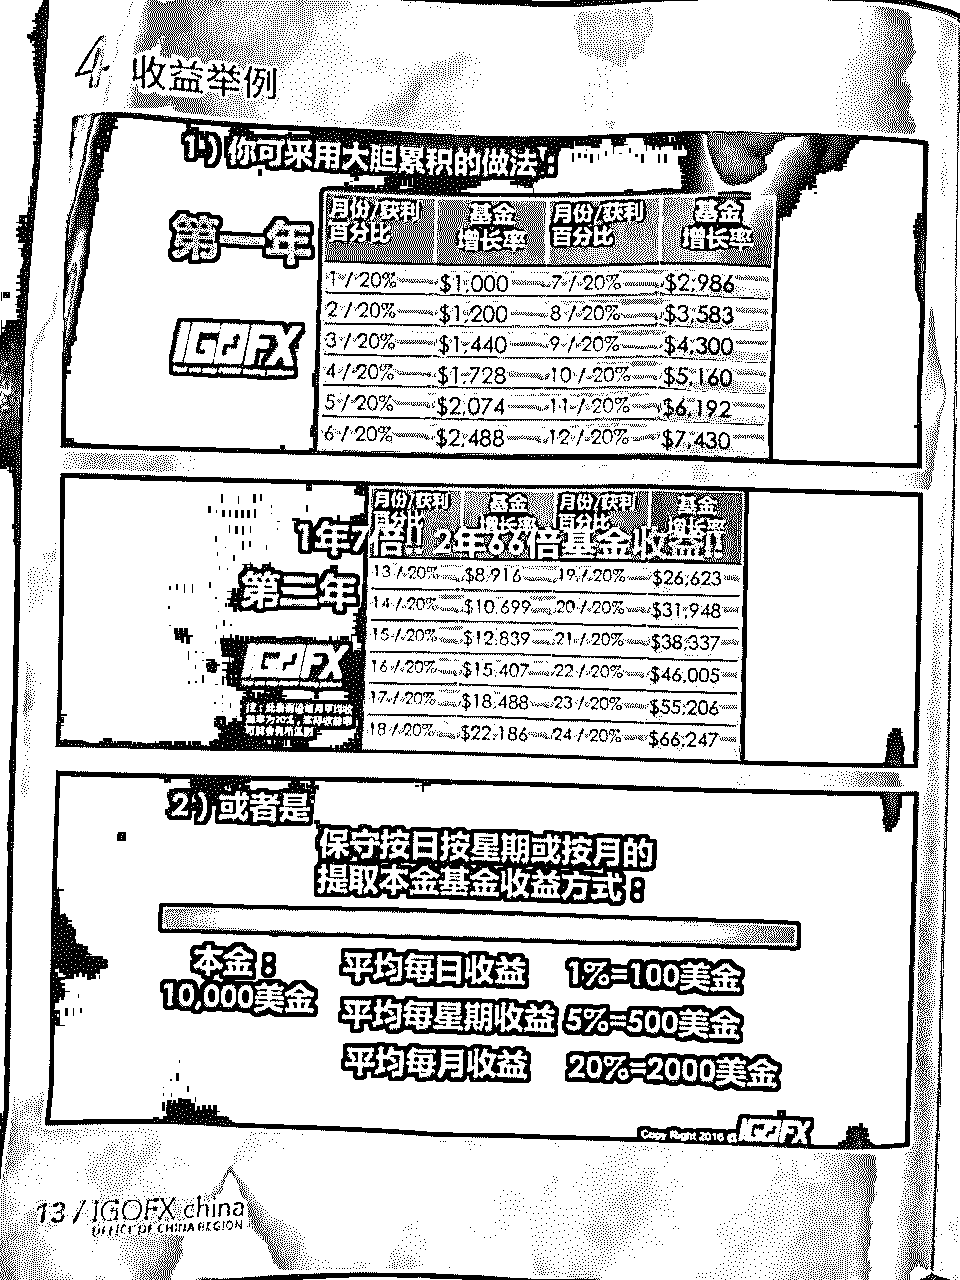 4 收益举例
1) 你可采用大胆累积的做法:
第一年
月份/获利百分比 基金增长率 月份/获利百分比 基金增长率
1/20% $1,000 7/20% $2,986
2/20% $1,200 8/20% $3,583
3/20% $1,440 9/20% $4,300
4/20% $1,728 10/20% $5,160
5/20% $2,074 11/20% $6,192
6/20% $2,488 12/20% $7,430
IGOFX
月份/获利百分比 基金增长率 月份/获利百分比 基金增长率
1年7倍!! 2年66倍基金收益!!
第二年
13/20% $8,916 19/20% $26,623
14/20% $10,699 20/20% $31,948
15/20% $12,839 21/20% $38,337
16/20% $15,407 22/20% $46,005
17/20% $18,488 23/20% $55,206
18/20% $22,186 24/20% $66,247
IGOFX
2) 或者是
保守按日按星期或按月的
提取本金基金收益方式:
本金:
10,000美金
平均每日收益 1%=100美金
平均每星期收益 5%=500美金
平均每月收益 20%=2000美金
Copy Right 2016 @ IGOFX
13 / IGOFX china
OFFICE OF CHINA REGION